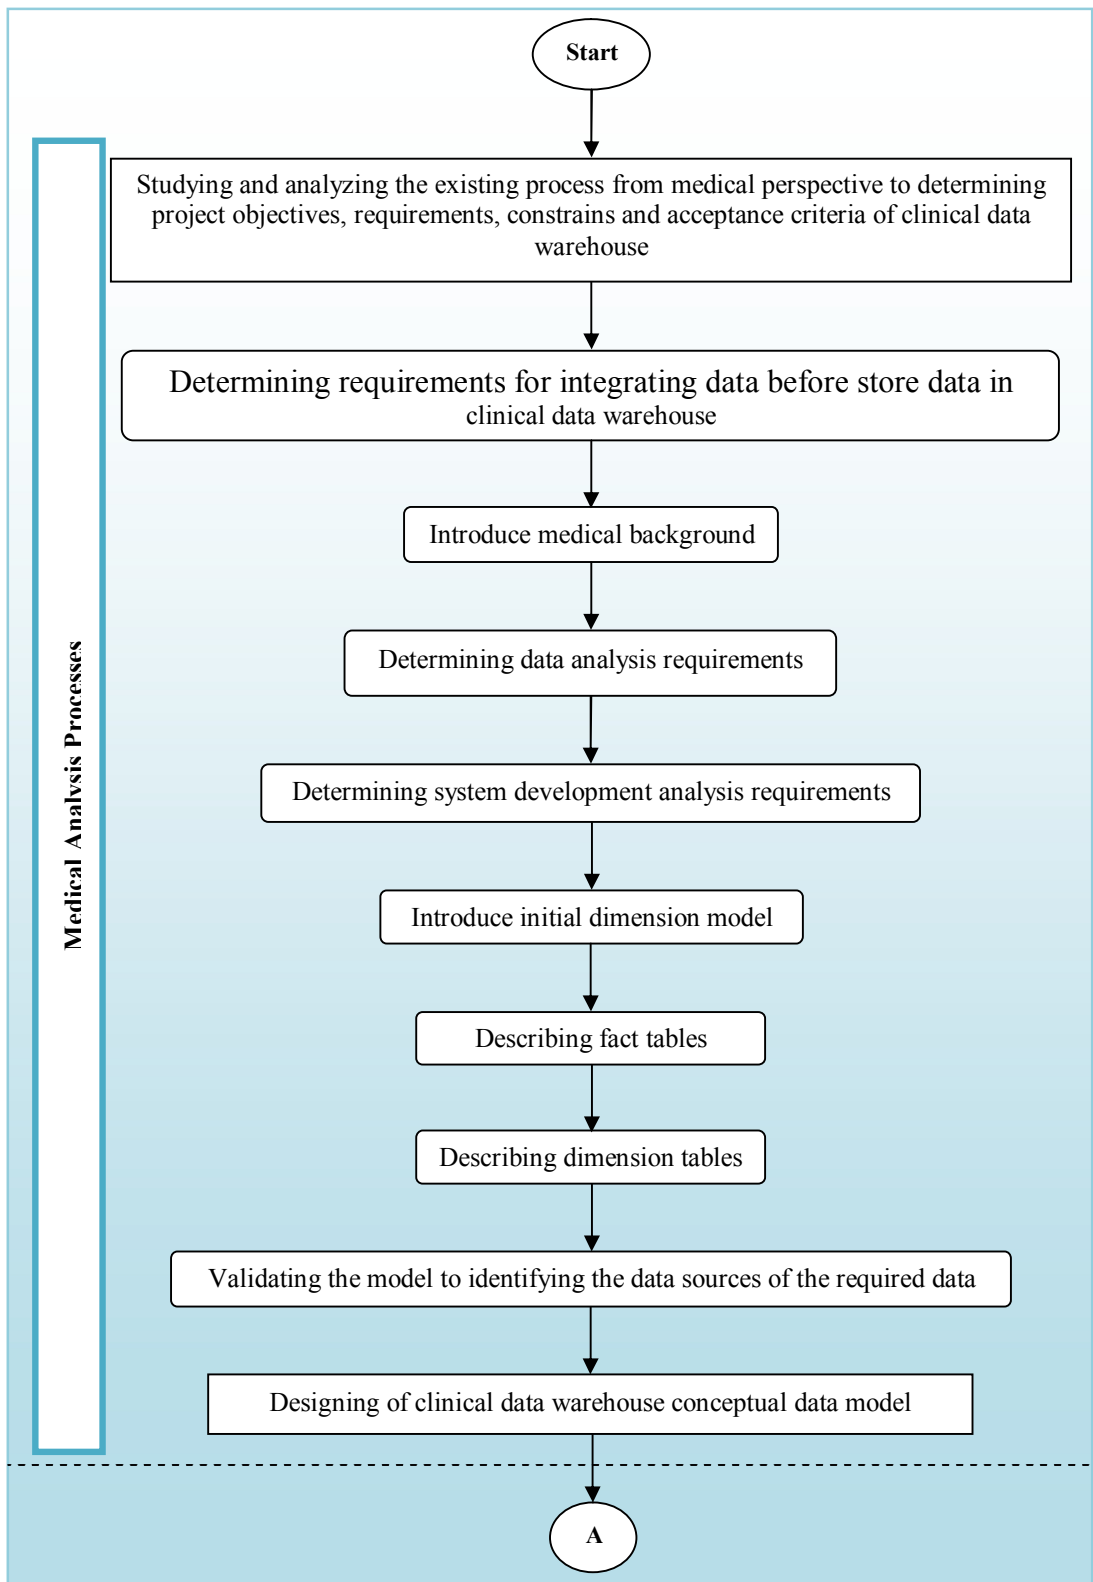 Start
Studying and analyzing the existing process from medical perspective to determining
project objectives, requirements, constrains and acceptance criteria of clinical data
warehouse
Determining requirements for integrating data before store data in
clinical data warehouse
Introduce medical background
Determining data analysis requirements
Determining system development analysis requirements
Introduce initial dimension model
Describing fact tables
Describing dimension tables
Validating the model to identifying the data sources of the required data
Designing of clinical data warehouse conceptual data model
Medical Analysis Processes
A